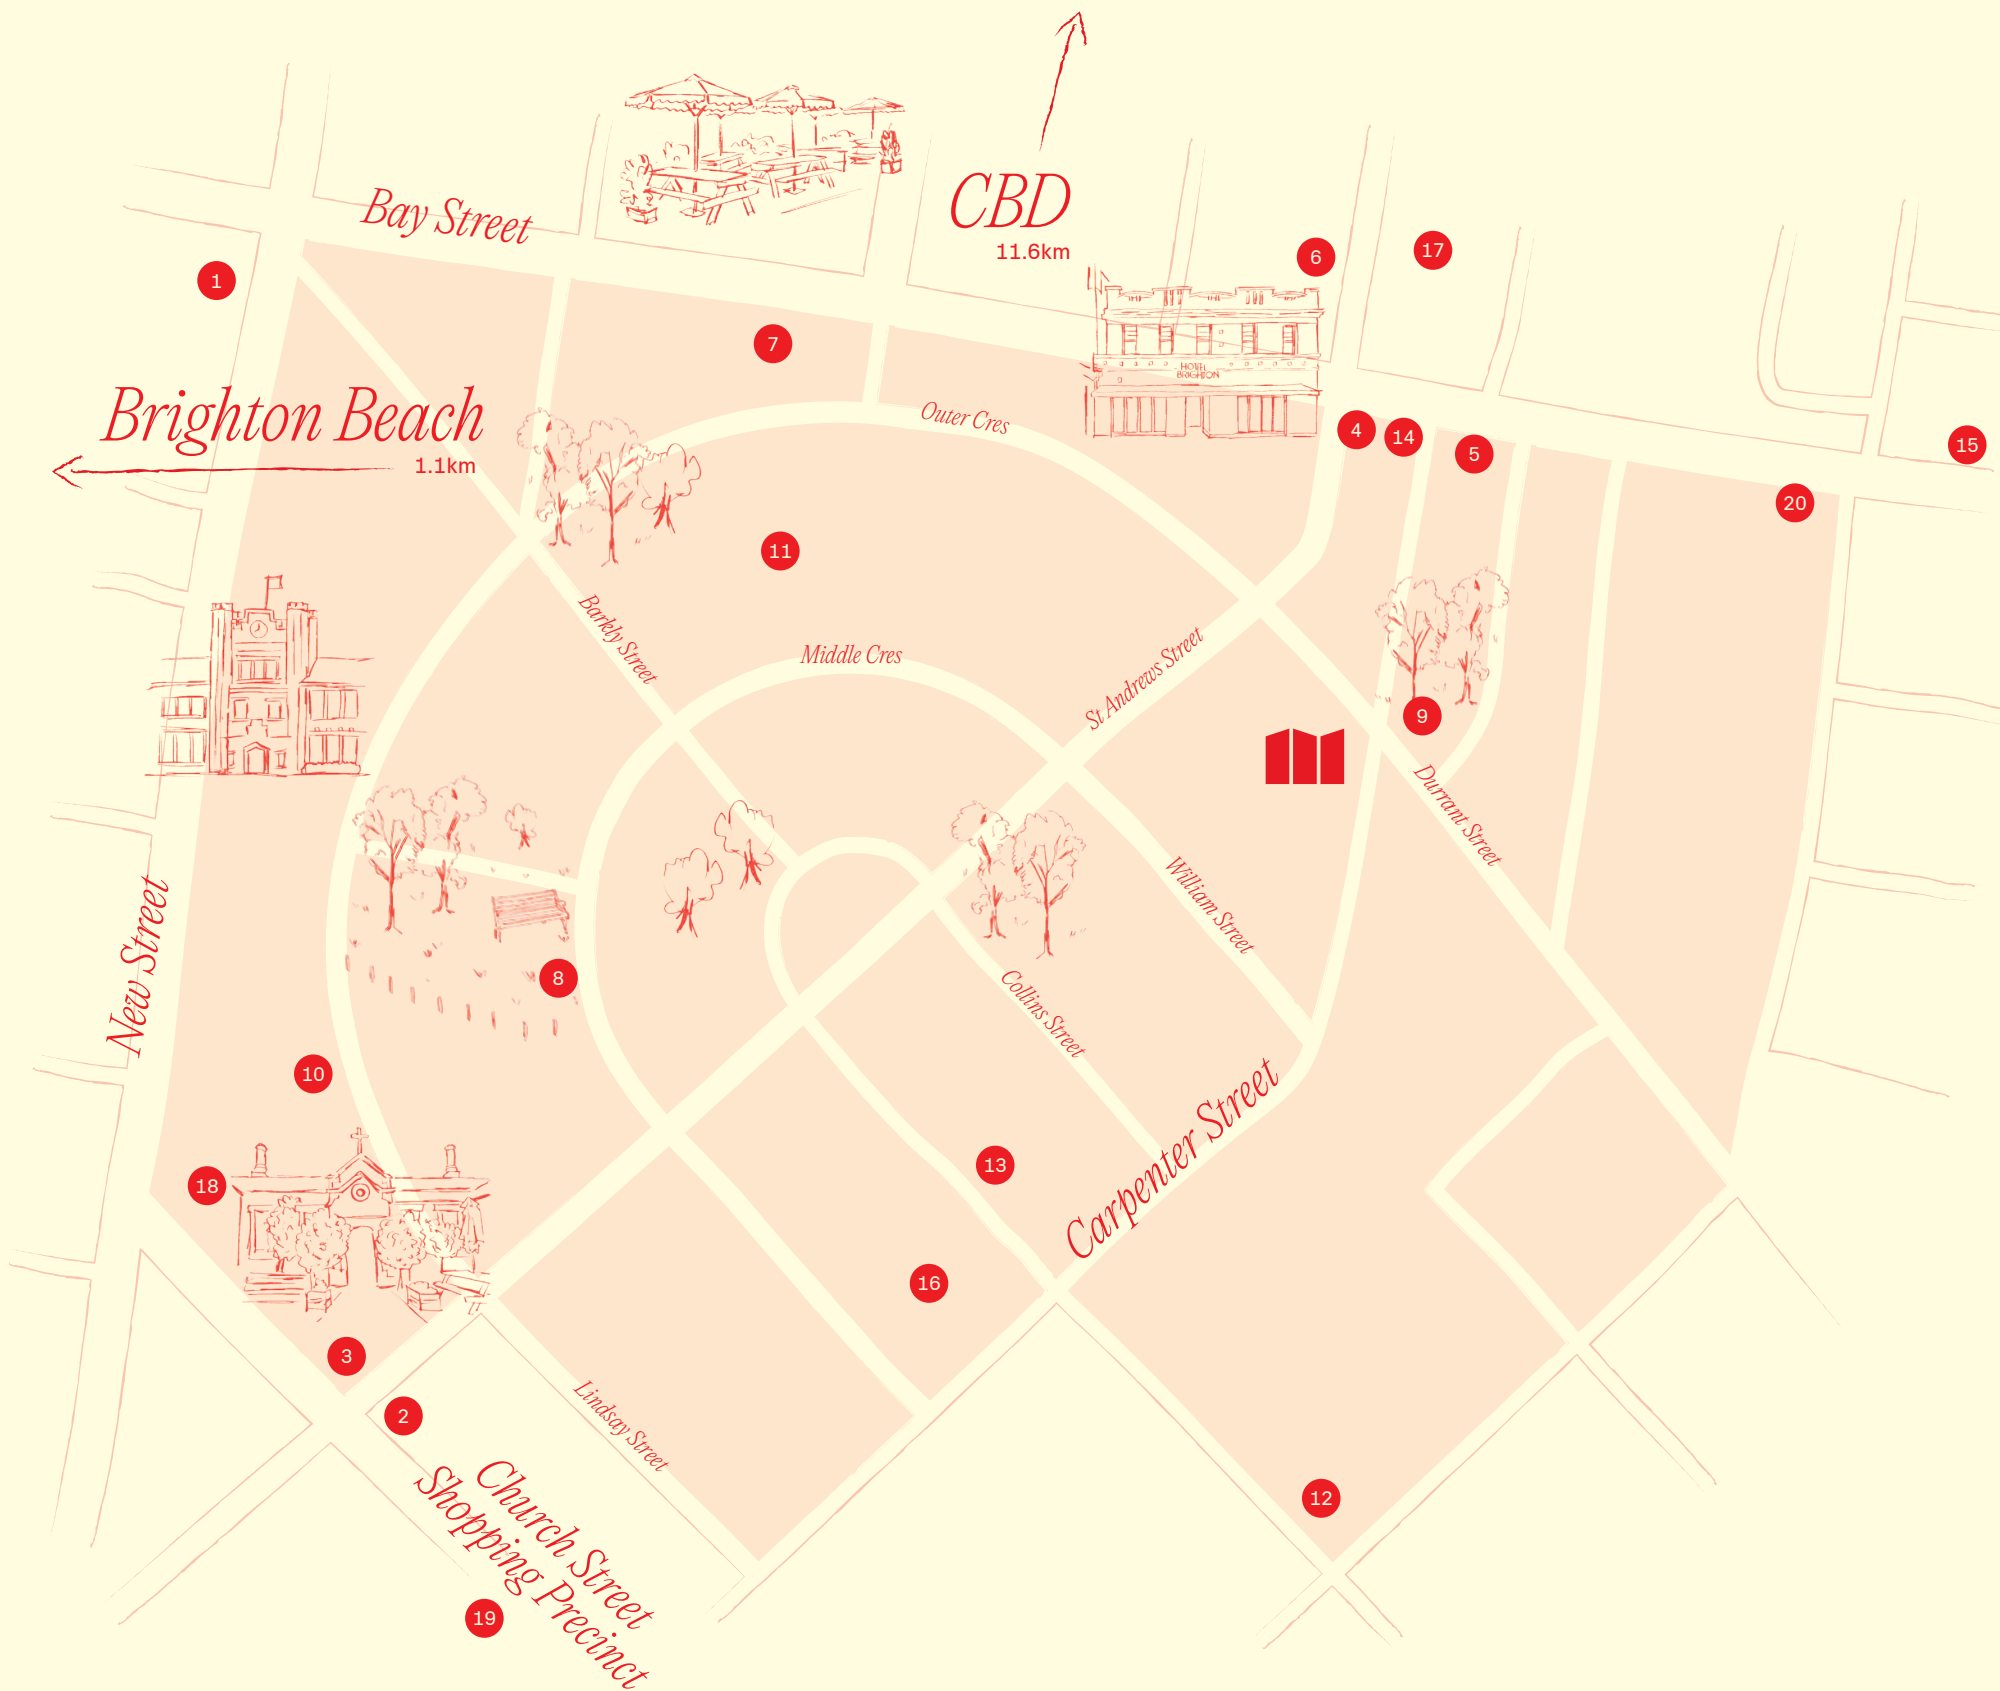 CBD
11.6km
Bay Street
6
17
1
7
HOTEL
BRIGHTON
Brighton Beach
1.1km
Outer Cres
4
14
5
15
20
11
Barkly Street
Middle Cres
St Andrews Street
9
Durrant Street
William Street
New Street
8
Collins Street
10
Carpenter Street
13
18
16
3
2
Lindsay Street
12
Church Street
Shopping Precinct
19